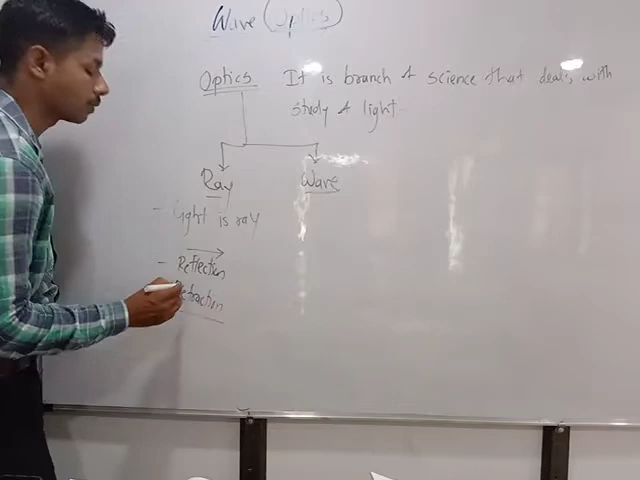 Wave (Optics)
Optics It is branch of science that deals with
study of light
Ray Wave
- Light is ray
- Reflection
Refraction